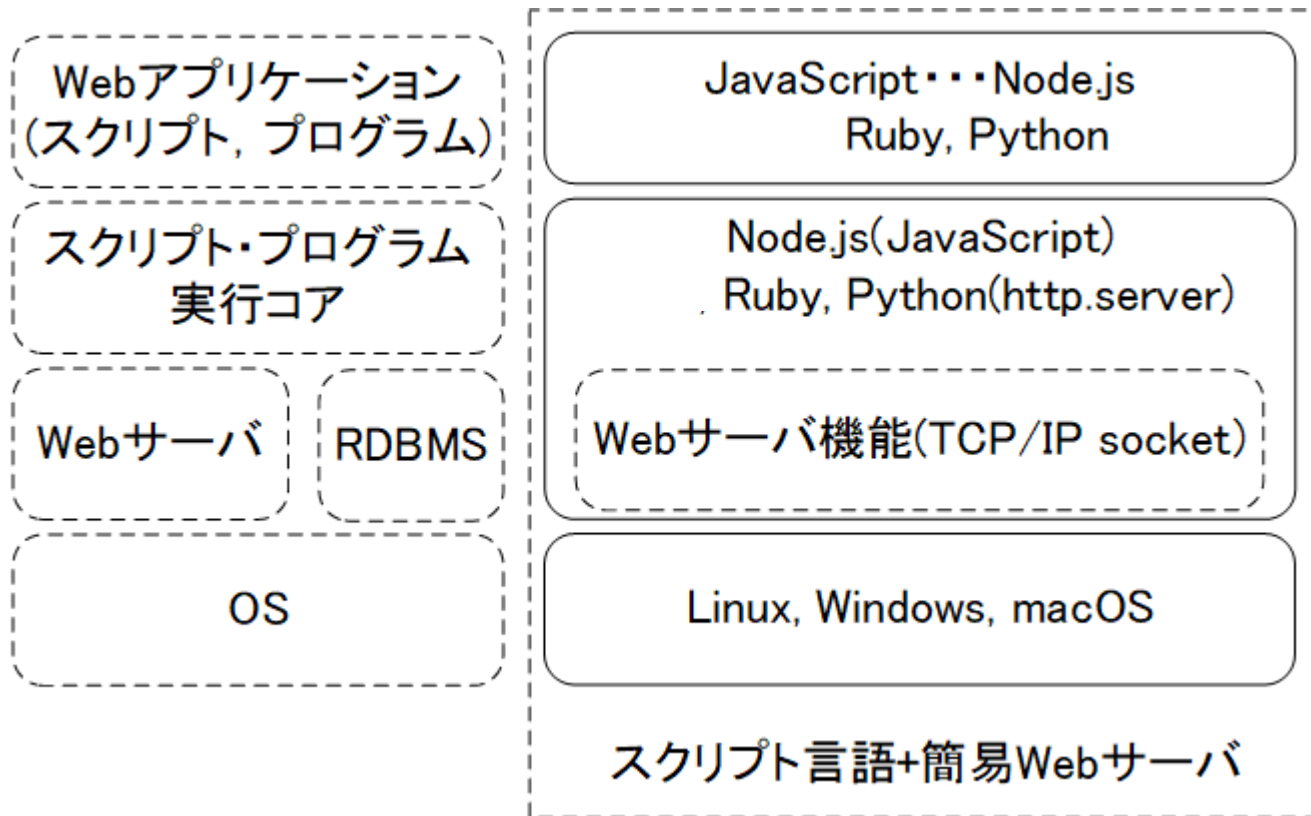 Webアプリケーション
(スクリプト, プログラム)
スクリプト・プログラム
実行コア
Webサーバ
RDBMS
OS
JavaScript・・・Node.js
Ruby, Python
Node.js(JavaScript)
Ruby, Python(http.server)
Webサーバ機能(TCP/IP socket)
Linux, Windows, macOS
スクリプト言語+簡易Webサーバ